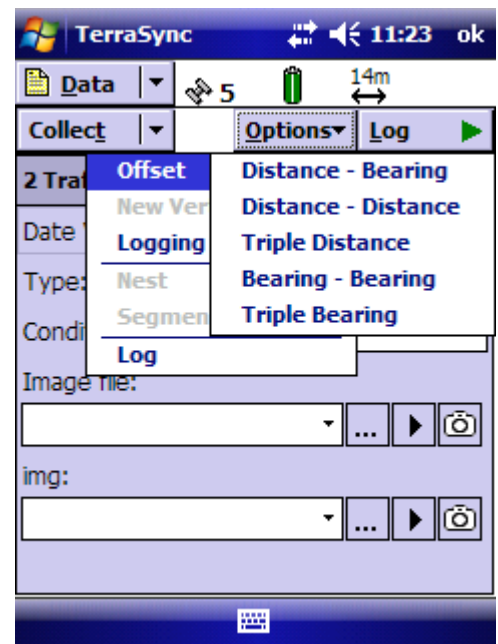 TerraSync 11:23 ok
Data 5 14m
Collect Options Log
2 Traf Offset Distance - Bearing
New Ver Distance - Distance
Date Logging Triple Distance
Type: Nest Bearing - Bearing
Segmen Triple Bearing
Condi
Log
Image file:
...
img:
...